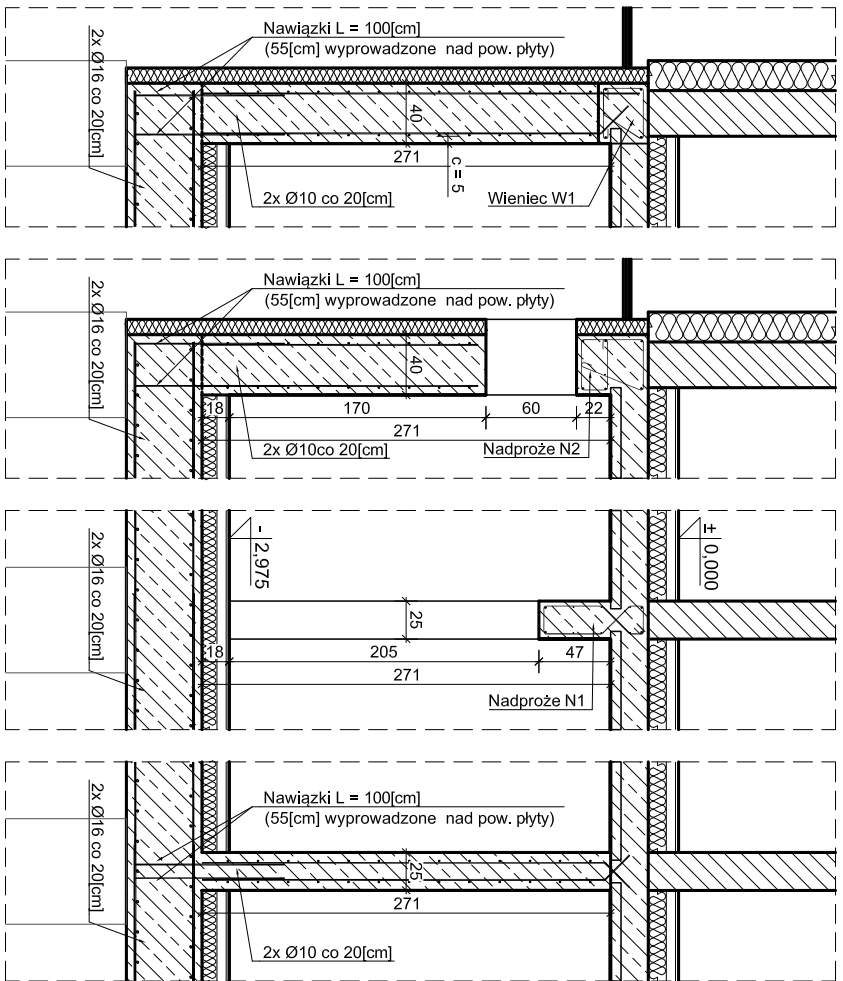 Nawiązki L = 100[cm]
(55[cm] wyprowadzone nad pow. płyty)
2x Ø16 co 20[cm]
40
271
c = 5
2x Ø10 co 20[cm]
Wieniec W1
Nawiązki L = 100[cm]
(55[cm] wyprowadzone nad pow. płyty)
2x Ø16 co 20[cm]
40
18
170
60
22
271
2x Ø10co 20[cm]
Nadproże N2
2x Ø16 co 20[cm]
- 2,975
± 0,000
25
18
205
47
271
Nadproże N1
Nawiązki L = 100[cm]
(55[cm] wyprowadzone nad pow. płyty)
2x Ø16 co 20[cm]
25
271
2x Ø10 co 20[cm]